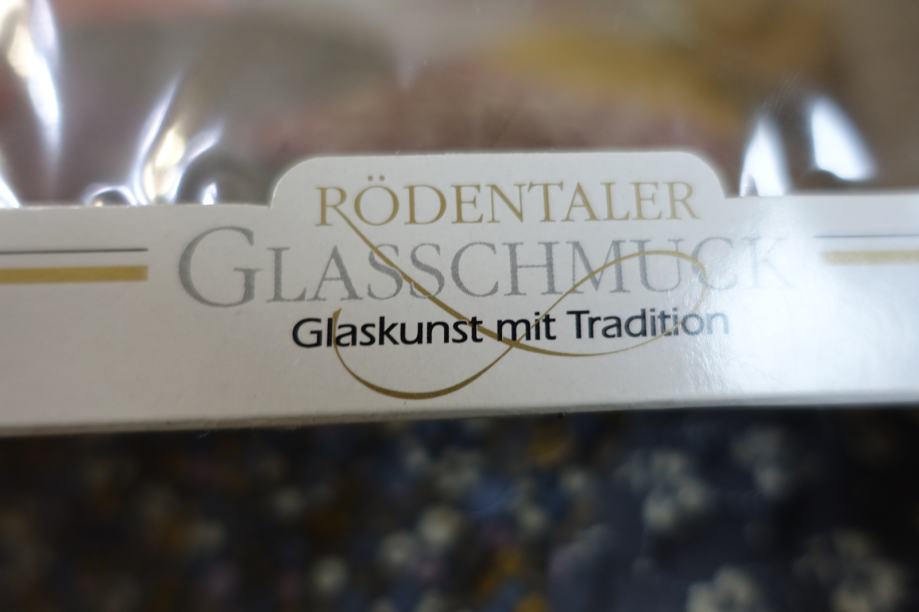 RÖDENTALER
GLASSCHMUCK
Glaskunst mit Tradition